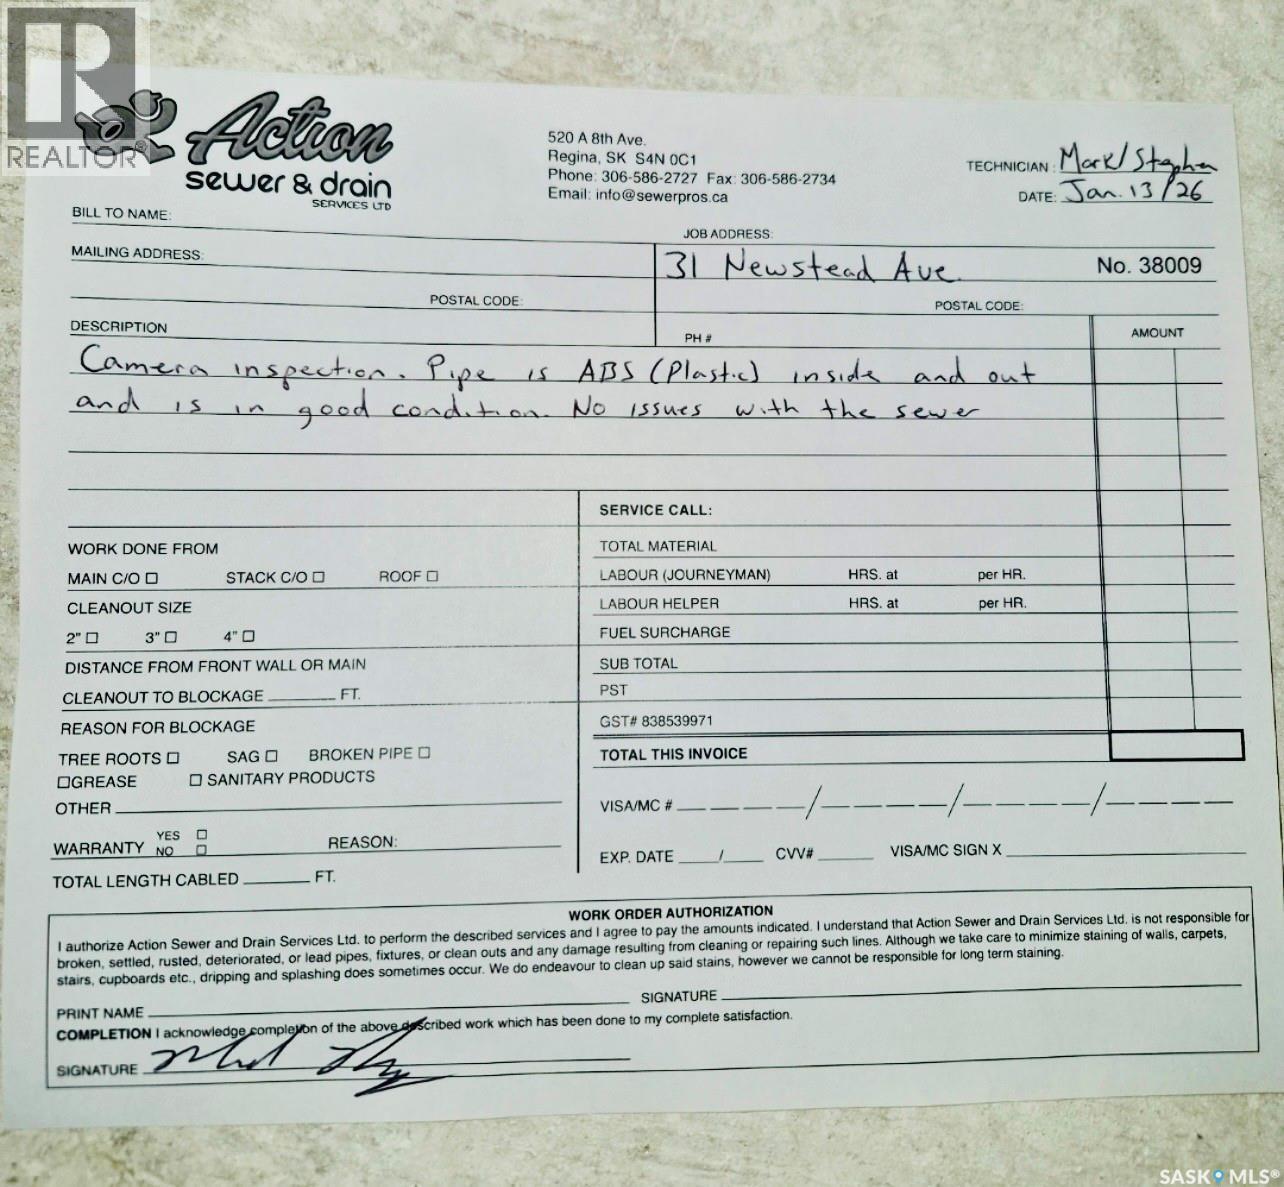 REALTOR®
Action
sewer & drain
SERVICES LTD
520 A 8th Ave.
Regina, SK S4N 0C1
Phone: 306-586-2727 Fax: 306-586-2734
Email: info@sewerpros.ca
TECHNICIAN: Mark/Stephen
DATE: Jan. 13/26
BILL TO NAME:
MAILING ADDRESS:
POSTAL CODE:
JOB ADDRESS:
31 Newstead Ave.
No. 38009
POSTAL CODE:
PH #
DESCRIPTION
AMOUNT
Camera inspection. Pipe is ABS (Plastic) inside and out
and is in good condition. No issues with the sewer
WORK DONE FROM
MAIN C/O ☐ STACK C/O ☐ ROOF ☐
CLEANOUT SIZE
2" ☐ 3" ☐ 4" ☐
DISTANCE FROM FRONT WALL OR MAIN
CLEANOUT TO BLOCKAGE ______ FT.
REASON FOR BLOCKAGE
TREE ROOTS ☐ SAG ☐ BROKEN PIPE ☐
☐ GREASE ☐ SANITARY PRODUCTS
OTHER
WARRANTY YES ☐ NO ☐ REASON:
TOTAL LENGTH CABLED ______ FT.
SERVICE CALL:
TOTAL MATERIAL
LABOUR (JOURNEYMAN) HRS. at per HR.
LABOUR HELPER HRS. at per HR.
FUEL SURCHARGE
SUB TOTAL
PST
GST# 838539971
TOTAL THIS INVOICE
VISA/MC # ____/____/____/____
EXP. DATE ___/___ CVV# ____ VISA/MC SIGN X
WORK ORDER AUTHORIZATION
I authorize Action Sewer and Drain Services Ltd. to perform the described services and I agree to pay the amounts indicated. I understand that Action Sewer and Drain Services Ltd. is not responsible for
broken, settled, rusted, deteriorated, or lead pipes, fixtures, or clean outs and any damage resulting from cleaning or repairing such lines. Although we take care to minimize staining of walls, carpets,
stairs, cupboards etc., dripping and splashing does sometimes occur. We do endeavour to clean up said stains, however we cannot be responsible for long term staining.
PRINT NAME
SIGNATURE
COMPLETION I acknowledge completion of the above described work which has been done to my complete satisfaction.
SIGNATURE
SASK MLS®